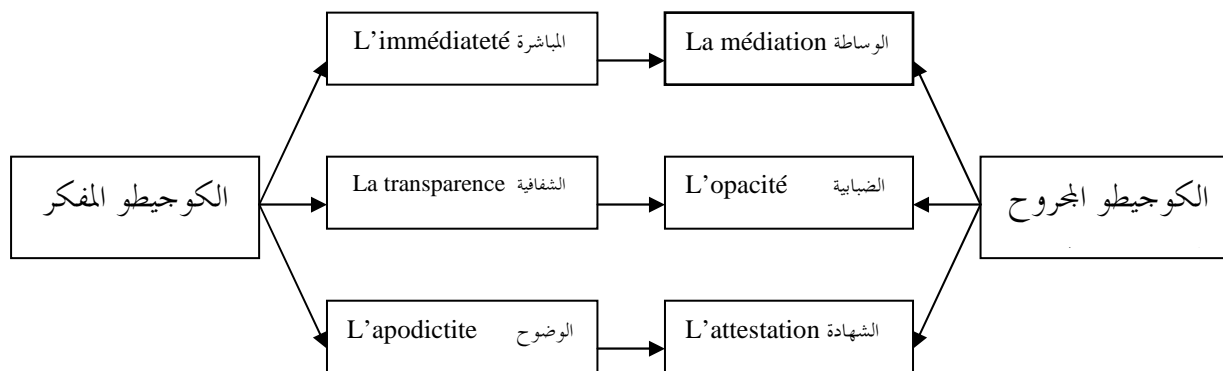 L'immédiateté المباشرة
La médiation الوساطة
الكوجيطو المفكر
La transparence الشفافية
L'opacité الضبابية
الكوجيطو المجروح
L'apodictite الوضوح
L'attestation الشهادة